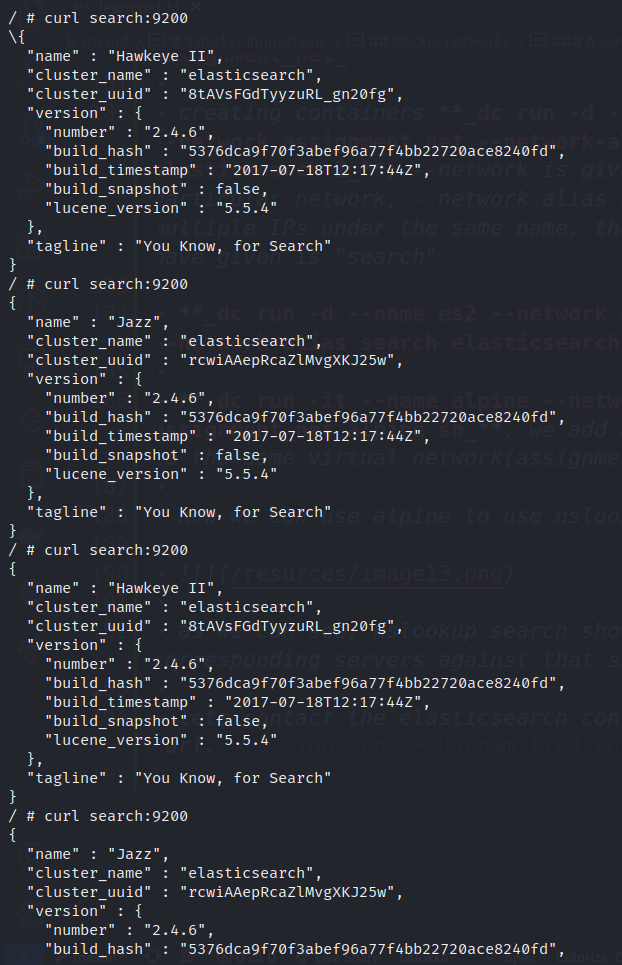 / # curl search:9200
\{
  "name" : "Hawkeye II",
  "cluster_name" : "elasticsearch",
  "cluster_uuid" : "8tAVsFGdTyyzuRL_gn20fg",
  "version" : {
    "number" : "2.4.6",
    "build_hash" : "5376dca9f70f3abef96a77f4bb22720ace8240fd",
    "build_timestamp" : "2017-07-18T12:17:44Z",
    "build_snapshot" : false,
    "lucene_version" : "5.5.4"
  },
  "tagline" : "You Know, for Search"
}
/ # curl search:9200
{
  "name" : "Jazz",
  "cluster_name" : "elasticsearch",
  "cluster_uuid" : "rcwiAAepRcaZlMvgXKJ25w",
  "version" : {
    "number" : "2.4.6",
    "build_hash" : "5376dca9f70f3abef96a77f4bb22720ace8240fd",
    "build_timestamp" : "2017-07-18T12:17:44Z",
    "build_snapshot" : false,
    "lucene_version" : "5.5.4"
  },
  "tagline" : "You Know, for Search"
}
/ # curl search:9200
{
  "name" : "Hawkeye II",
  "cluster_name" : "elasticsearch",
  "cluster_uuid" : "8tAVsFGdTyyzuRL_gn20fg",
  "version" : {
    "number" : "2.4.6",
    "build_hash" : "5376dca9f70f3abef96a77f4bb22720ace8240fd",
    "build_timestamp" : "2017-07-18T12:17:44Z",
    "build_snapshot" : false,
    "lucene_version" : "5.5.4"
  },
  "tagline" : "You Know, for Search"
}
/ # curl search:9200
{
  "name" : "Jazz",
  "cluster_name" : "elasticsearch",
  "cluster_uuid" : "rcwiAAepRcaZlMvgXKJ25w",
  "version" : {
    "number" : "2.4.6",
    "build_hash" : "5376dca9f70f3abef96a77f4bb22720ace8240fd",